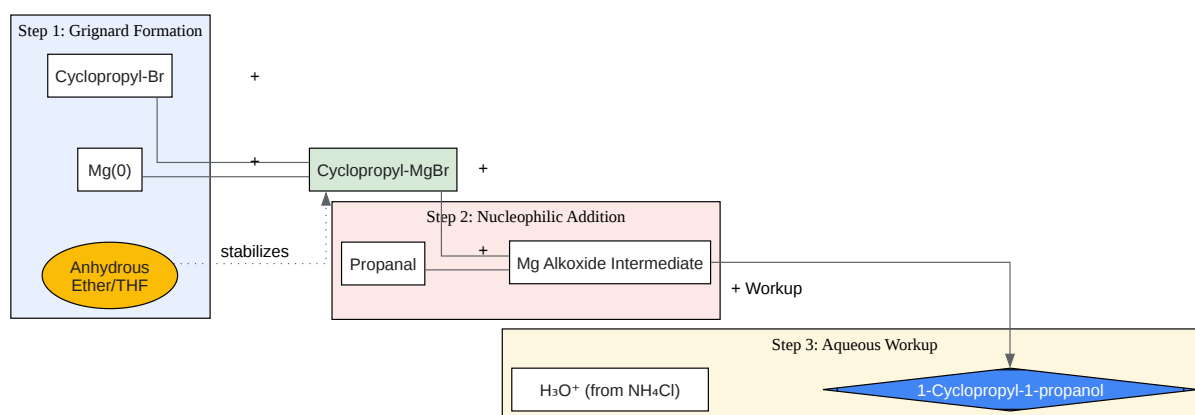 Step 1: Grignard Formation
Cyclopropyl-Br
+
Mg(0)
+
Cyclopropyl-MgBr
+
Anhydrous
Ether/THF
stabilizes
Step 2: Nucleophilic Addition
Propanal
+
Mg Alkoxide Intermediate
+ Workup
Step 3: Aqueous Workup
H₃O⁺ (from NH₄Cl)
1-Cyclopropyl-1-propanol